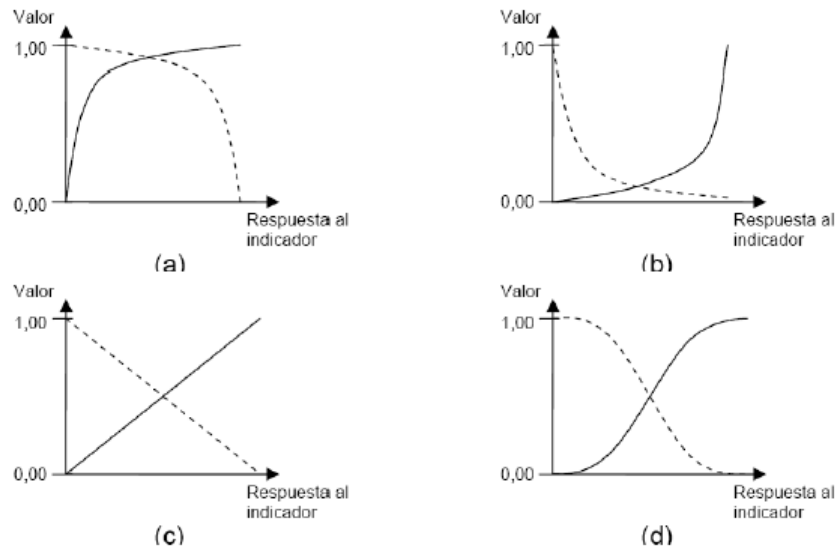 Valor
1,00
0,00
Respuesta al
indicador
(a)
Valor
1,00
0,00
Respuesta al
indicador
(b)
Valor
1,00
0,00
Respuesta al
indicador
(c)
Valor
1,00
0,00
Respuesta al
indicador
(d)